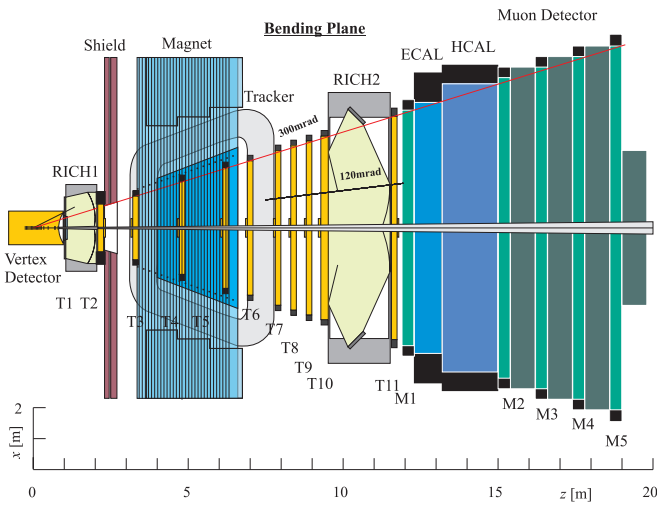 Bending Plane
Muon Detector
Shield
Magnet
ECAL
HCAL
RICH2
Tracker
300mrad
RICH1
120mrad
Vertex
Detector
T1
T2
T3
T4
T5
T6
T7
T8
T9
T10
T11
M1
M2
M3
M4
M5
2
x [m]
0
5
10
15
z [m]
20